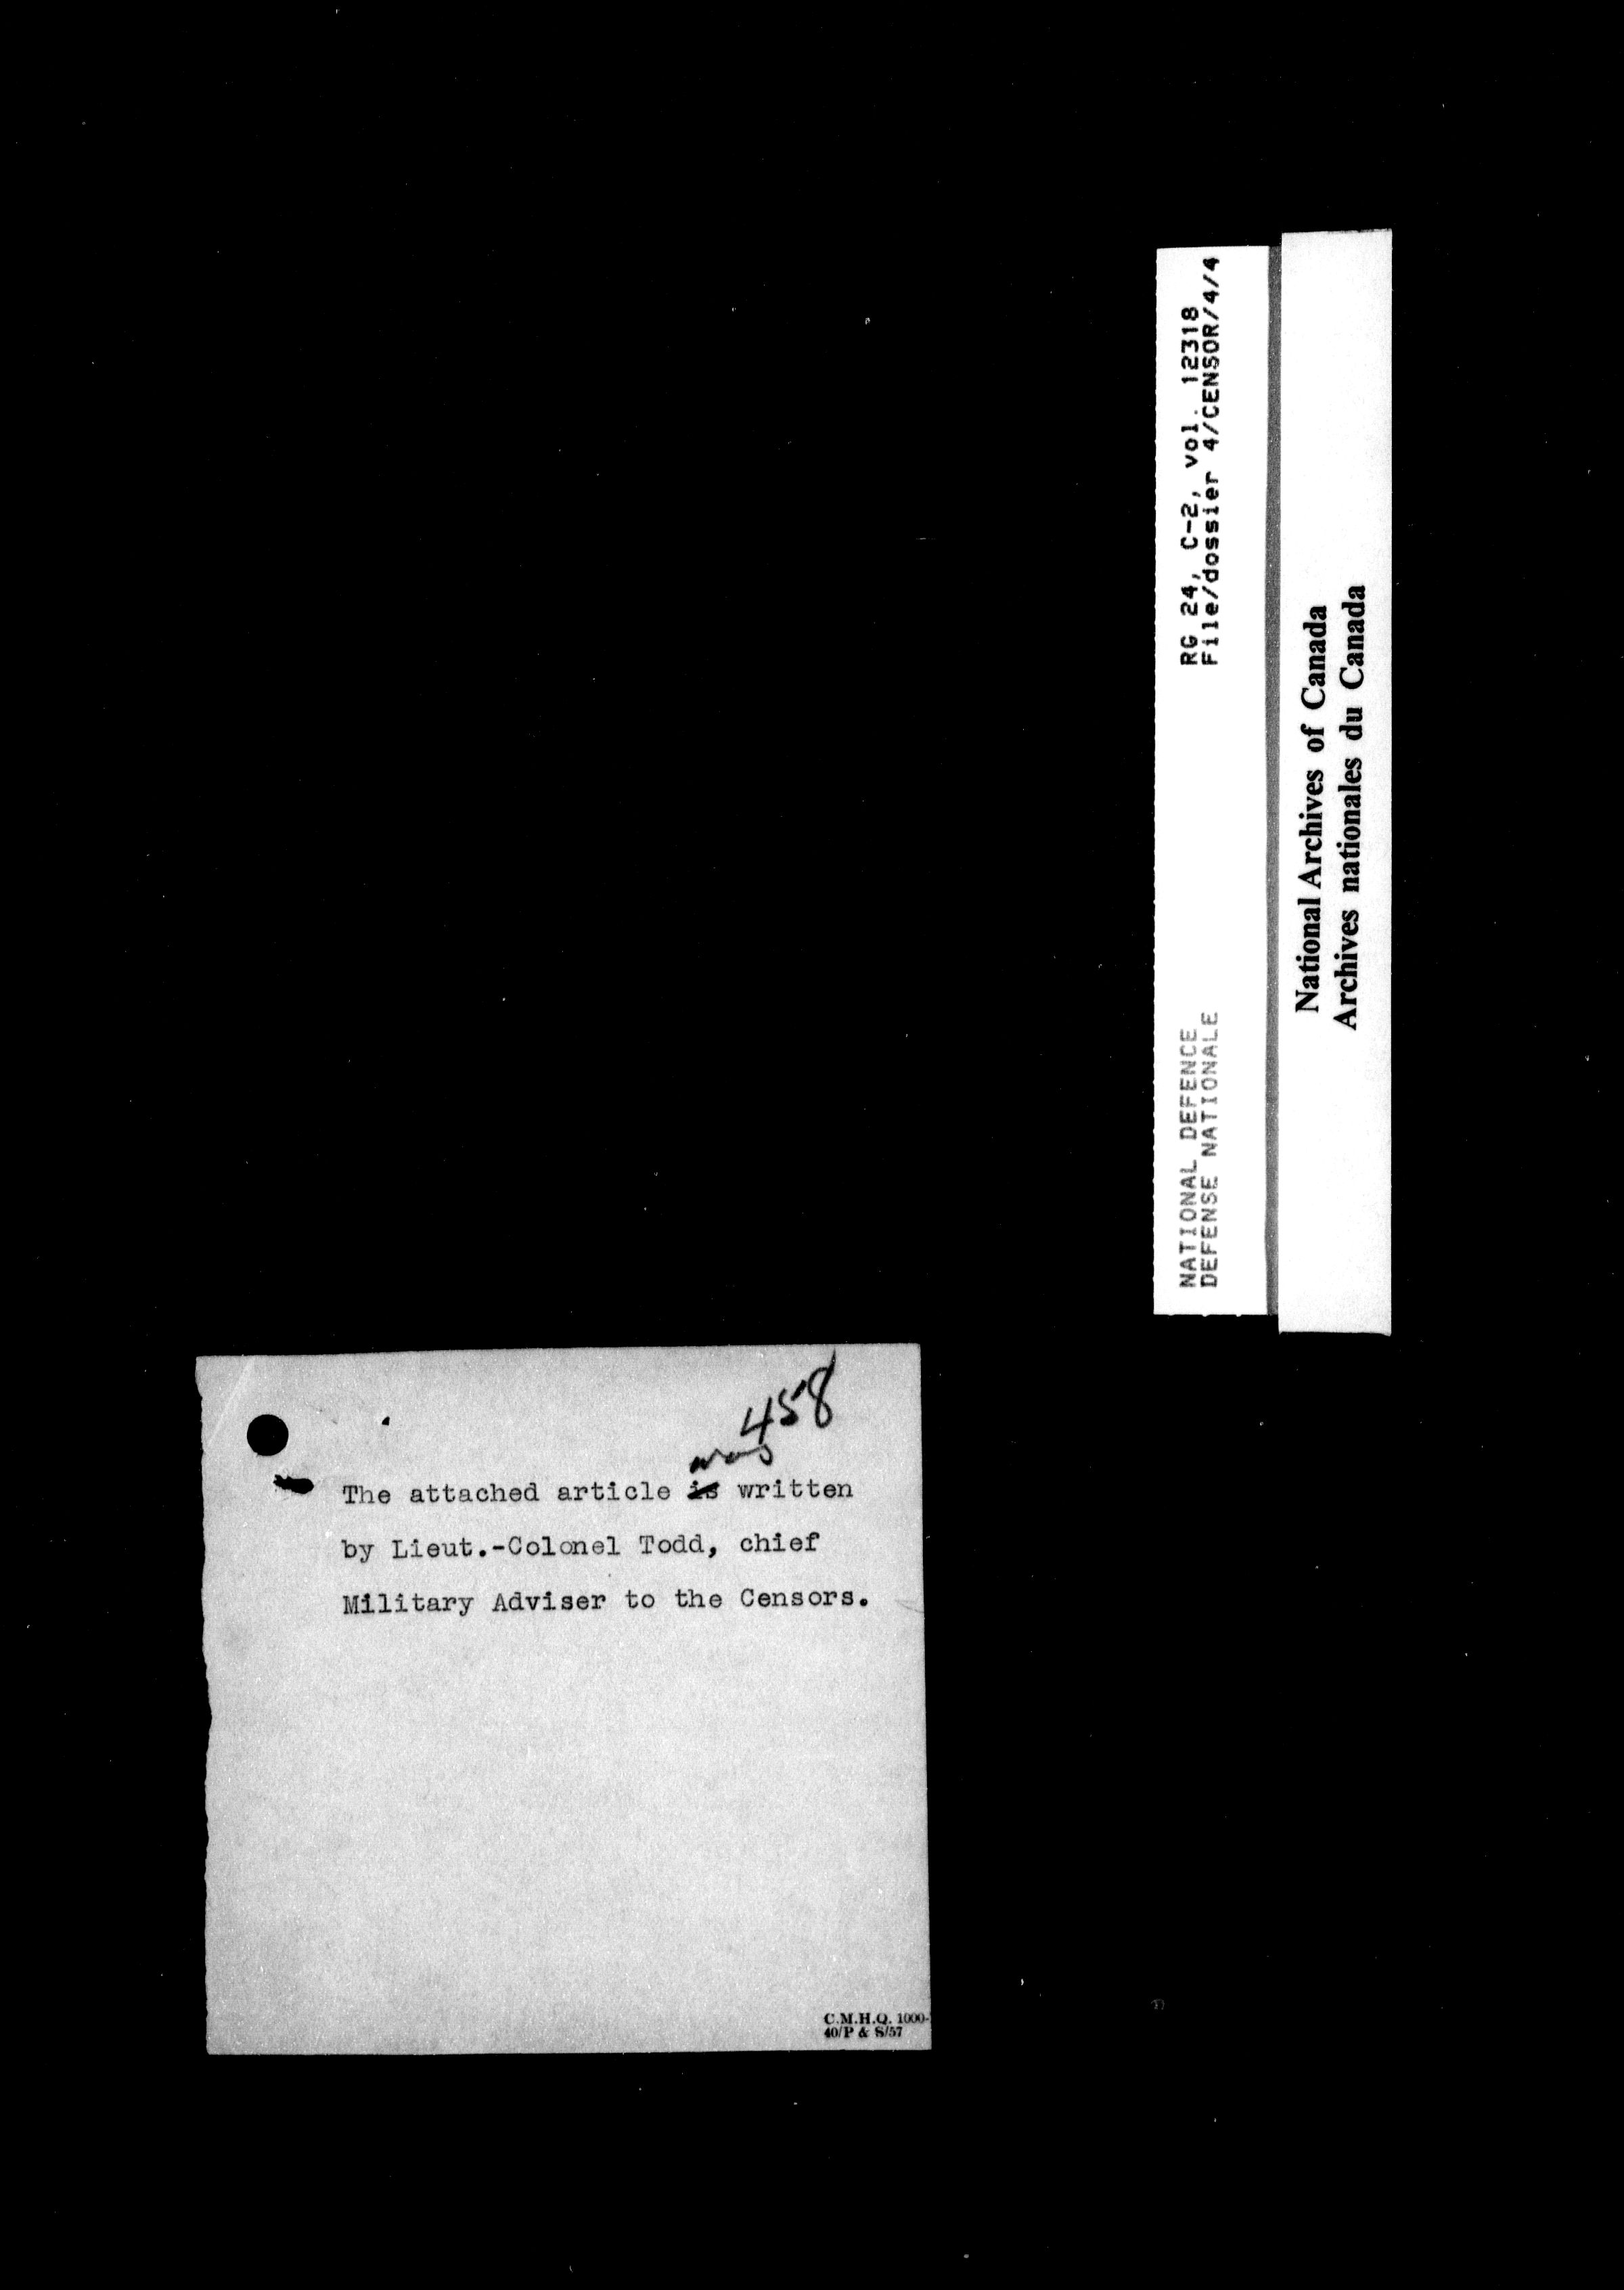 RG 24, C-2, vol. 12318
File/dossier 4/CENSOR/4/4
NATIONAL DEFENCE
DEFENSE NATIONALE
National Archives of Canada
Archives nationales du Canada
458
was
The attached article is written
by Lieut.-Colonel Todd, chief
Military Adviser to the Censors.
C.M.H.Q. 1000-
40/P & S/57